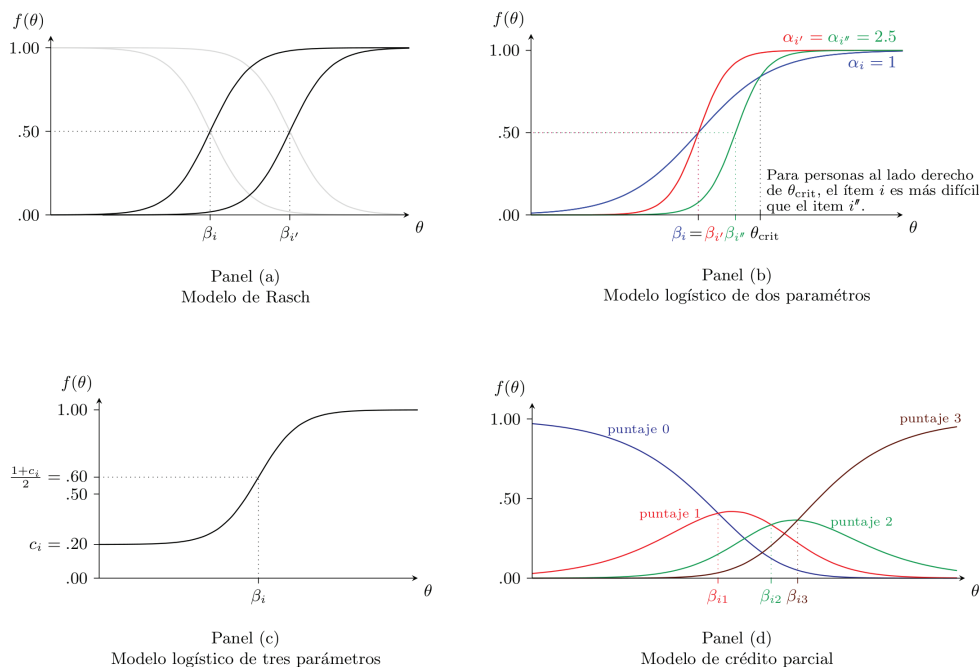 f(θ)
1.00
.50
.00
β_i
β_i′
θ
Panel (a)
Modelo de Rasch
f(θ)
α_i′ = α_i″ = 2.5
α_i = 1
1.00
.50
.00
Para personas al lado derecho
de θ_crit, el ítem i es más difícil
que el item i″.
β_i = β_i′ β_i″ θ_crit
θ
Panel (b)
Modelo logístico de dos paramétros
f(θ)
1.00
(1+c_i)/2 = .60
.50
c_i = .20
.00
β_i
θ
Panel (c)
Modelo logístico de tres parámetros
f(θ)
1.00
puntaje 0
puntaje 3
.50
puntaje 1
puntaje 2
.00
β_i1
β_i2
β_i3
θ
Panel (d)
Modelo de crédito parcial